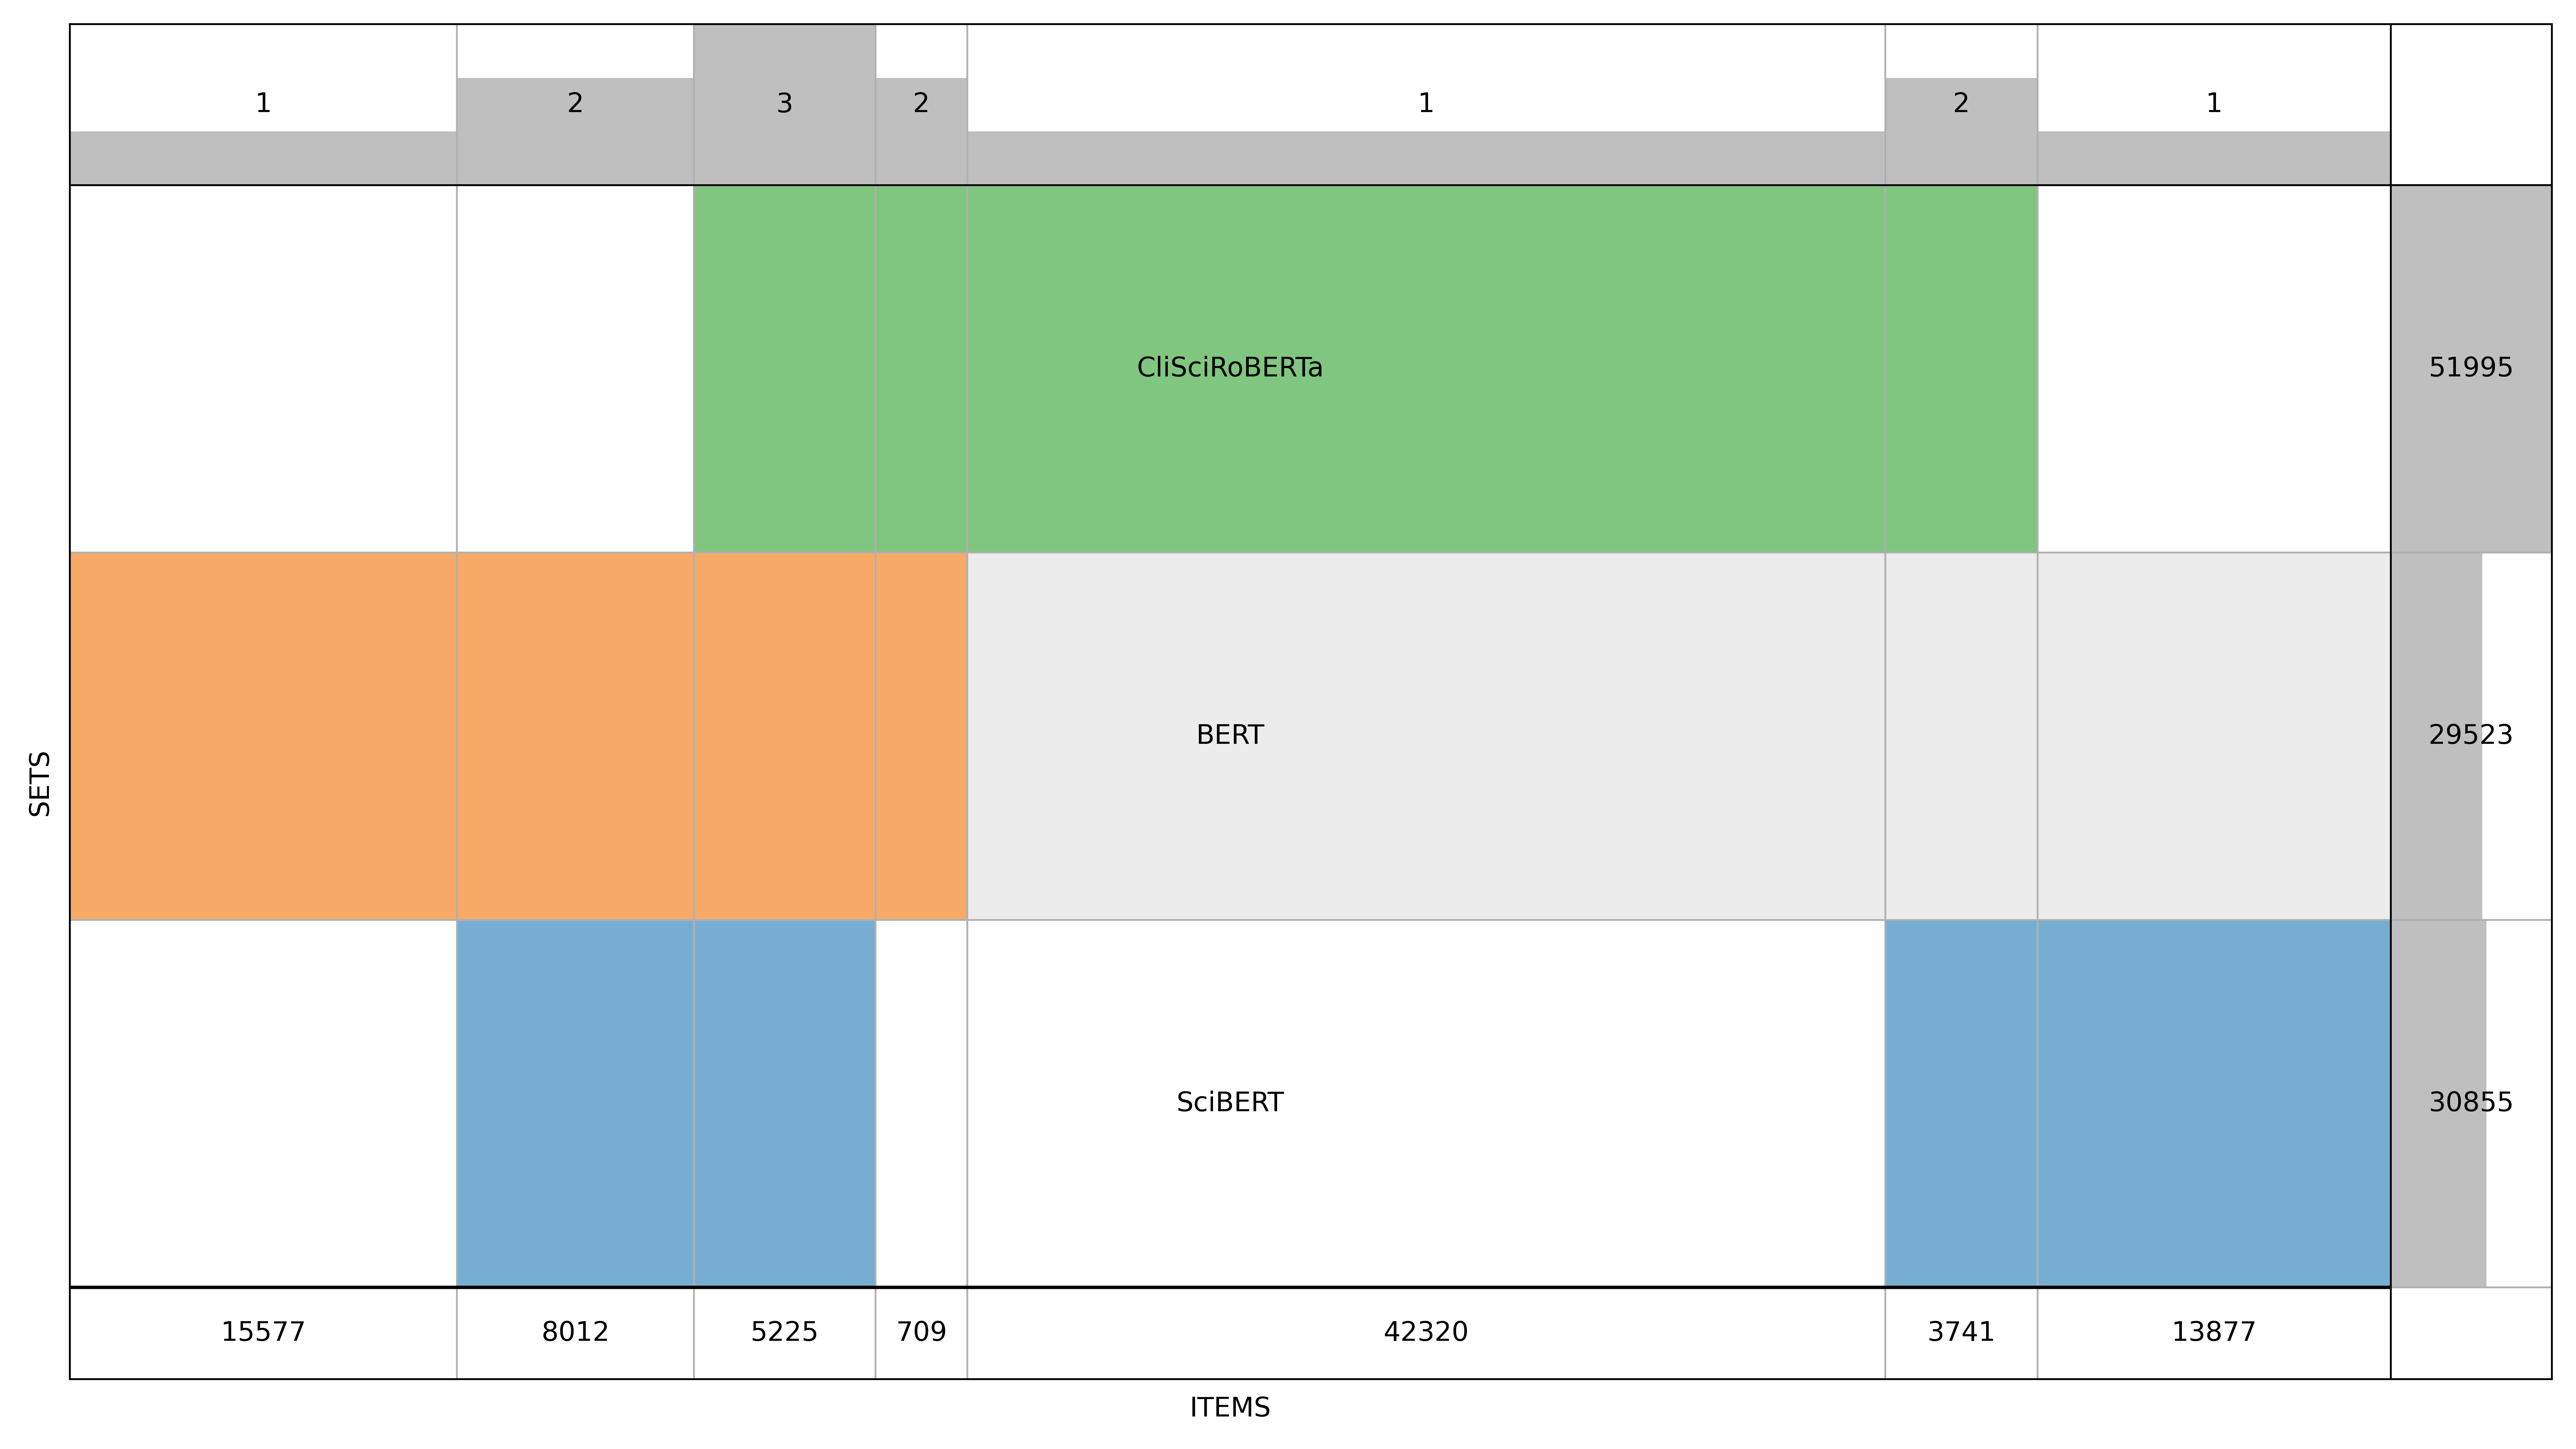 1 2 3 2 1 2 1
CliSciRoBERTa 51995
BERT 29523
SETS
SciBERT 30855
15577 8012 5225 709 42320 3741 13877
ITEMS